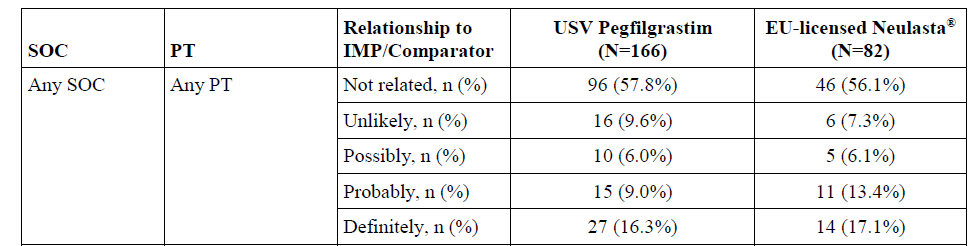 SOC PT Relationship to IMP/Comparator USV Pegfilgrastim (N=166) EU-licensed Neulasta® (N=82)
Any SOC Any PT Not related, n (%) 96 (57.8%) 46 (56.1%)
Unlikely, n (%) 16 (9.6%) 6 (7.3%)
Possibly, n (%) 10 (6.0%) 5 (6.1%)
Probably, n (%) 15 (9.0%) 11 (13.4%)
Definitely, n (%) 27 (16.3%) 14 (17.1%)